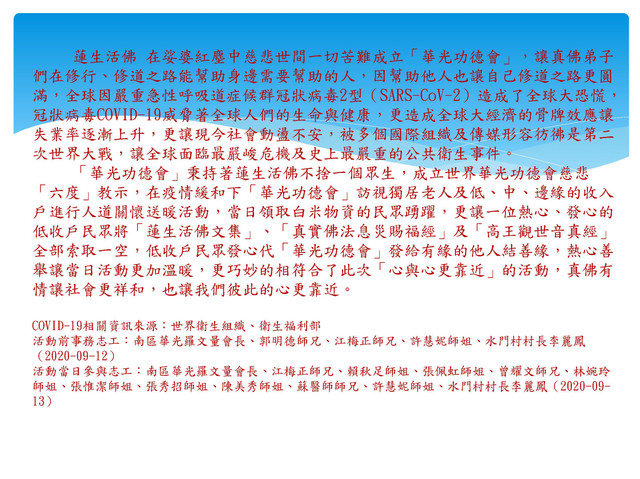 蓮生活佛 在娑婆紅塵中慈悲世間一切苦難成立「華光功德會」，讓真佛弟子
們在修行、修道之路能幫助身邊需要幫助的人，因幫助他人也讓自己修道之路更圓
滿，全球因嚴重急性呼吸道症候群冠狀病毒2型（SARS-CoV-2）造成了全球大恐慌，
冠狀病毒COVID-19威脅著全球人們的生命與健康，更造成全球大經濟的骨牌效應讓
失業率逐漸上升，更讓現今社會動盪不安，被多個國際組織及傳媒形容彷彿是第二
次世界大戰，讓全球面臨最嚴峻危機及史上最嚴重的公共衛生事件。
「華光功德會」秉持著蓮生活佛不捨一個眾生，成立世界華光功德會慈悲
「六度」教示，在疫情緩和下「華光功德會」訪視獨居老人及低、中、邊緣的收入
戶進行人道關懷送暖活動，當日領取白米物資的民眾踴躍，更讓一位熱心、發心的
低收戶民眾將「蓮生活佛文集」、「真實佛法息災賜福經」及「高王觀世音真經」
全部索取一空，低收戶民眾發心代「華光功德會」發給有緣的他人結善緣，熱心善
舉讓當日活動更加溫暖，更巧妙的相符合了此次「心與心更靠近」的活動，真佛有
情讓社會更祥和，也讓我們彼此的心更靠近。
COVID-19相關資訊來源：世界衛生組織、衛生福利部
活動前事務志工：南區華光羅文量會長、郭明德師兄、江梅正師兄、許慧妮師姐、水門村村長李麗鳳
（2020-09-12）
活動當日參與志工：南區華光羅文量會長、江梅正師兄、賴秋足師姐、張佩虹師姐、曾耀文師兄、林婉玲
師姐、張惟潔師姐、張秀招師姐、陳美秀師姐、蘇醫師師兄、許慧妮師姐、水門村村長李麗鳳（2020-09-
13）